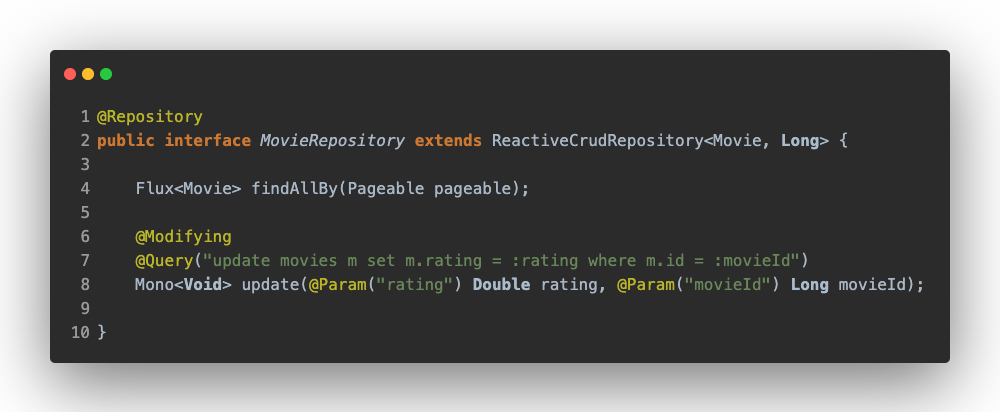 1 @Repository
2 public interface MovieRepository extends ReactiveCrudRepository<Movie, Long> {
3
4     Flux<Movie> findAllBy(Pageable pageable);
5
6     @Modifying
7     @Query("update movies m set m.rating = :rating where m.id = :movieId")
8     Mono<Void> update(@Param("rating") Double rating, @Param("movieId") Long movieId);
9
10 }